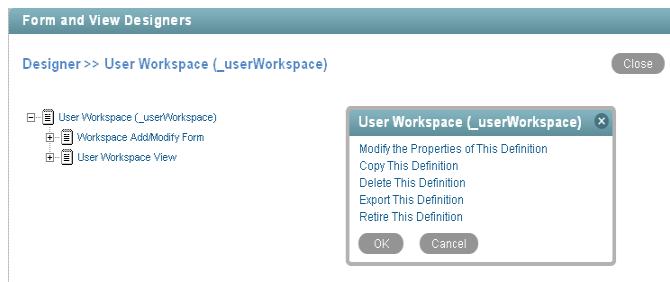 Form and View Designers
Designer >> User Workspace (_userWorkspace)
Close
User Workspace (_userWorkspace)
Workspace Add/Modify Form
User Workspace View
User Workspace (_userWorkspace)
Modify the Properties of This Definition
Copy This Definition
Delete This Definition
Export This Definition
Retire This Definition
OK Cancel